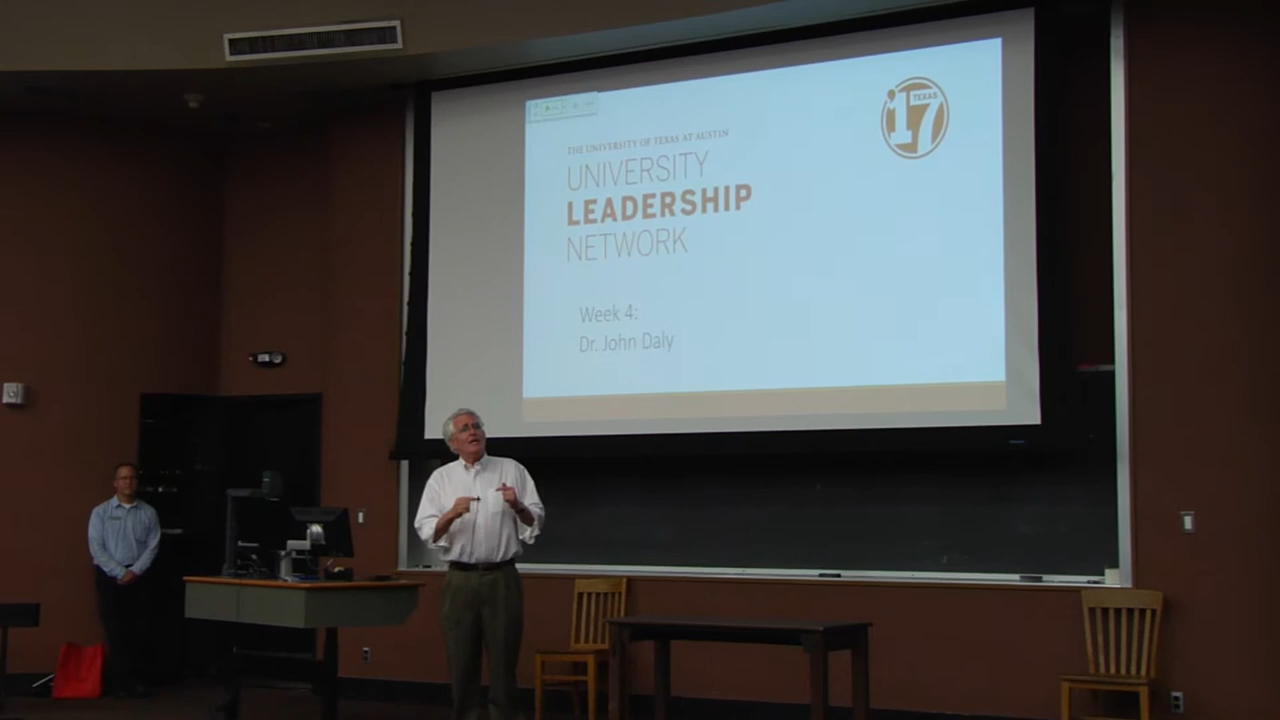 THE UNIVERSITY OF TEXAS AT AUSTIN
UNIVERSITY
LEADERSHIP
NETWORK
TEXAS
'17
Week 4:
Dr. John Daly